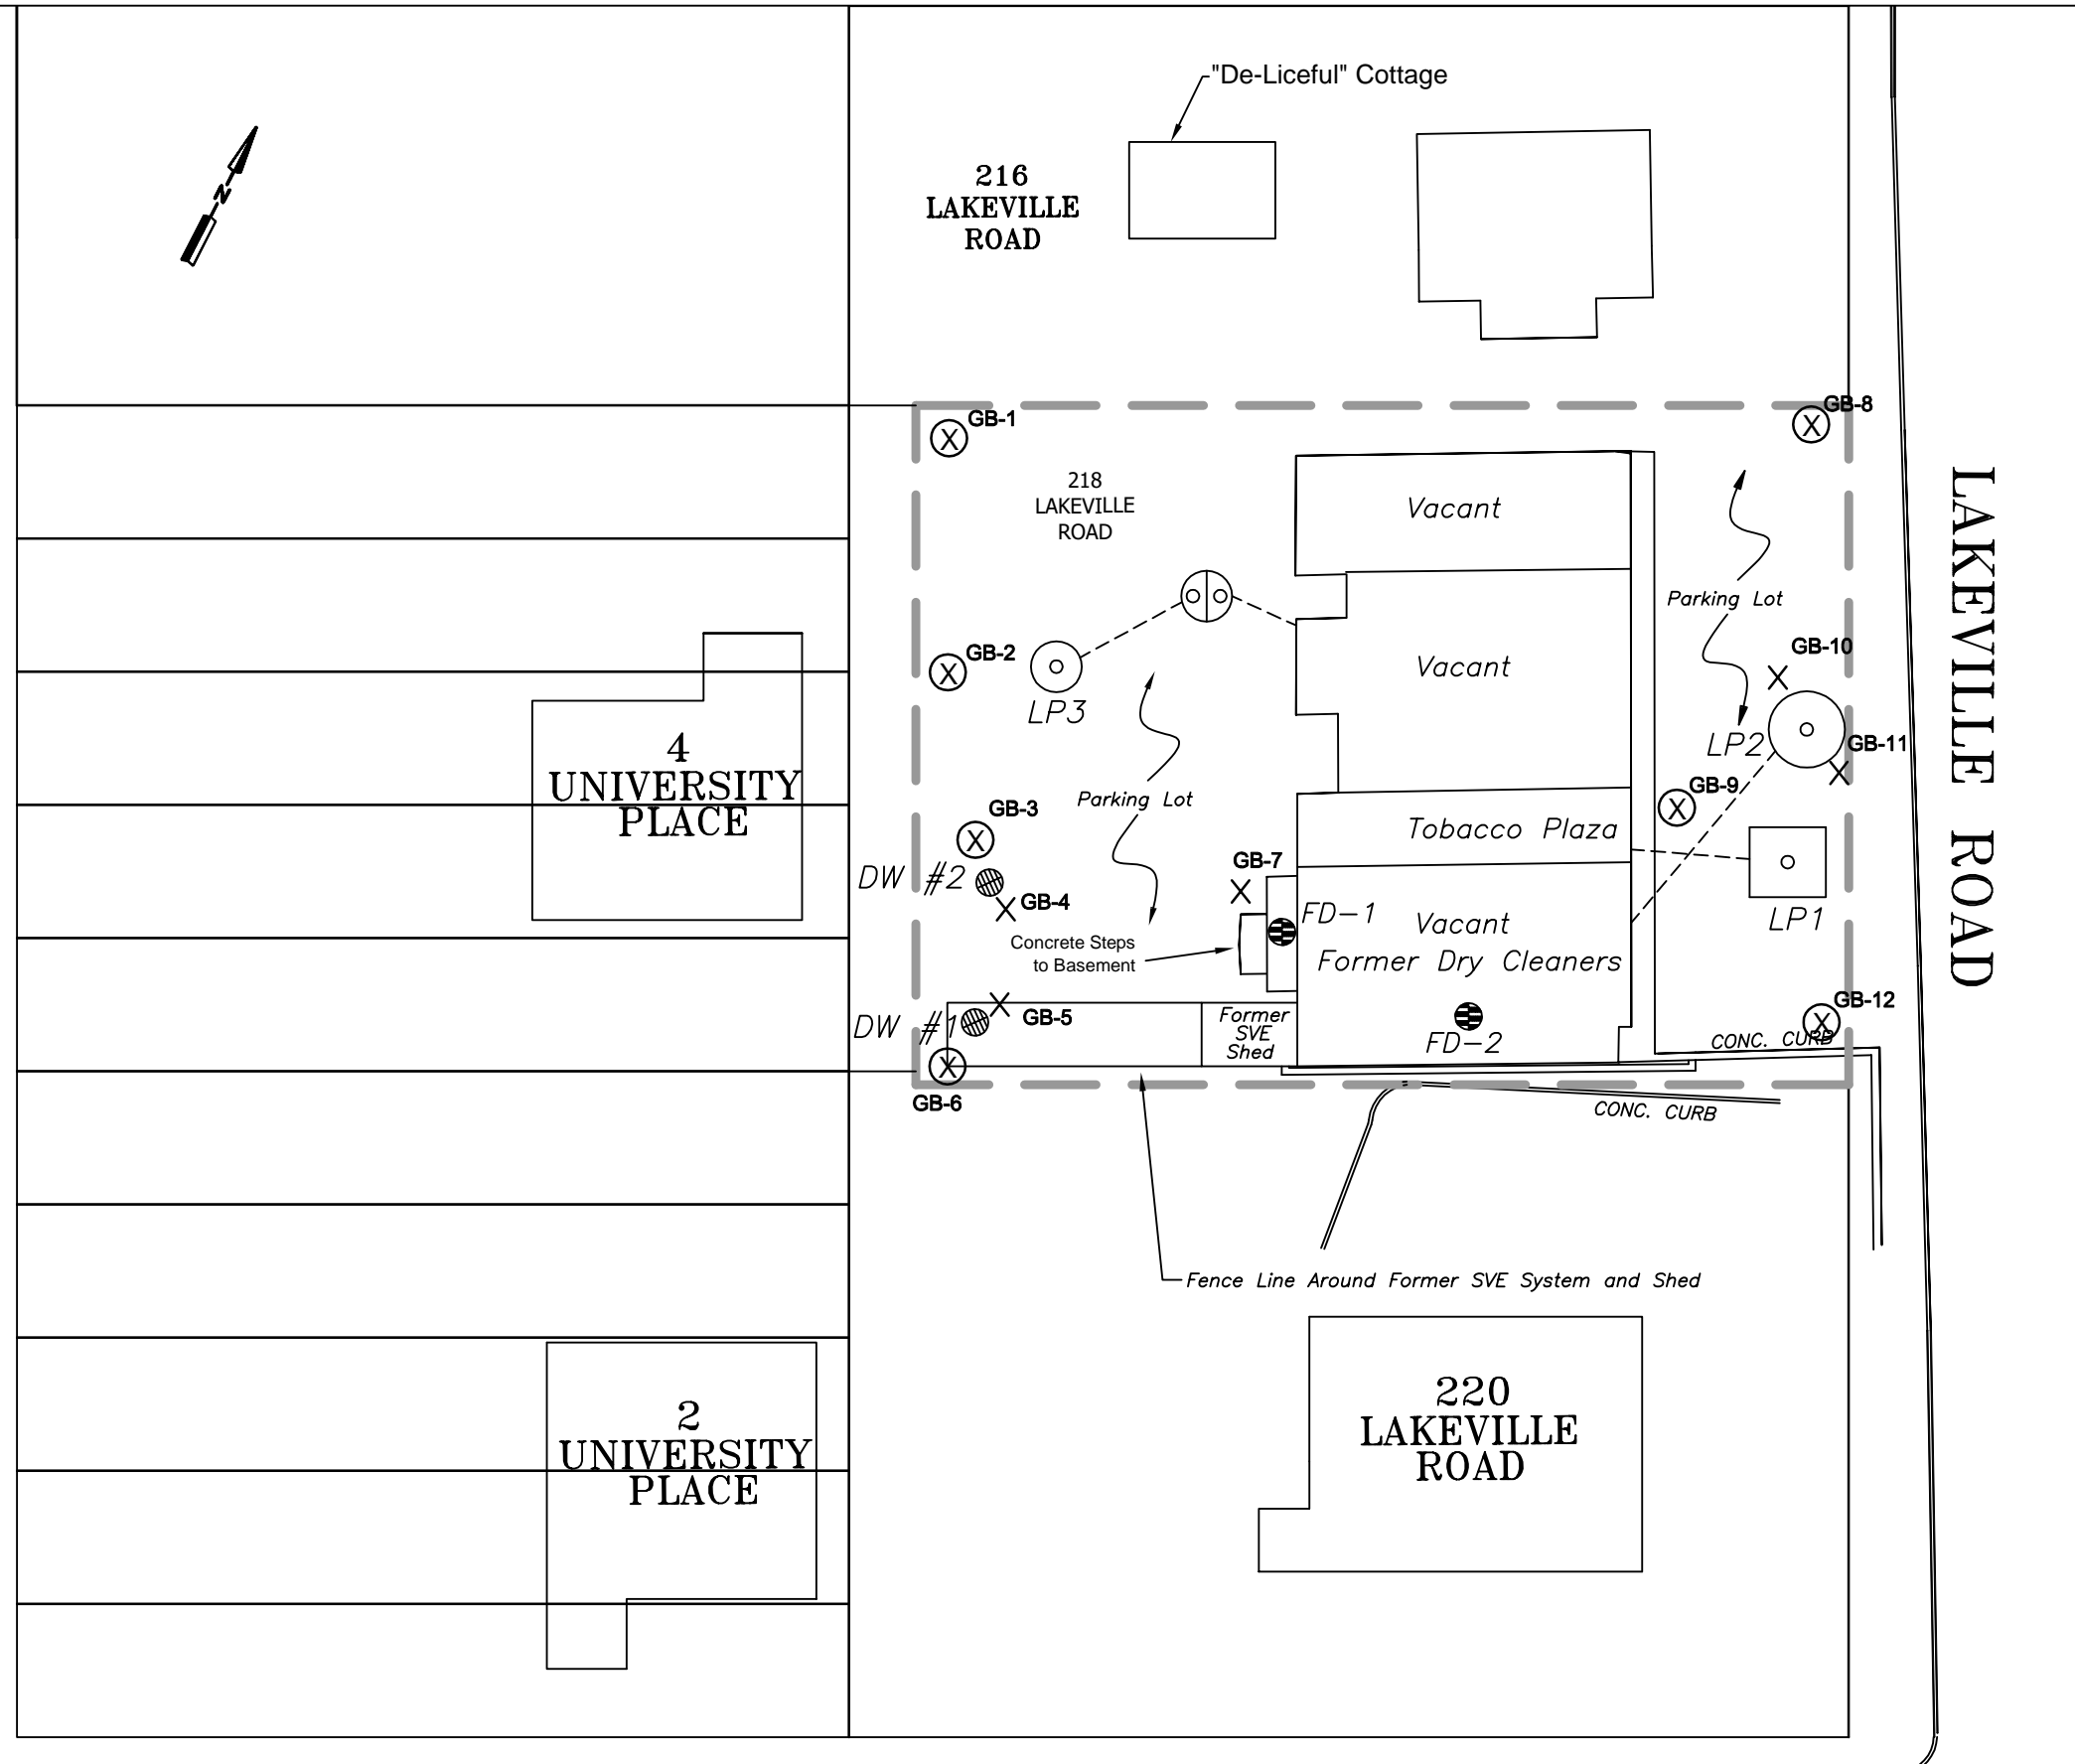 "De-Liceful" Cottage
N
216
LAKEVILLE
ROAD
GB-1
GB-8
218
LAKEVILLE
ROAD
Vacant
Parking Lot
GB-2
LP3
Vacant
GB-10
LP2
GB-11
LAKEVILLE ROAD
4
UNIVERSITY
PLACE
Parking Lot
GB-9
GB-3
Tobacco Plaza
DW #2
GB-4
GB-7
FD-1
LP1
Concrete Steps
to Basement
Vacant
Former Dry Cleaners
DW #1
GB-5
Former
SVE
Shed
FD-2
GB-12
CONC. CURB
GB-6
CONC. CURB
Fence Line Around Former SVE System and Shed
2
UNIVERSITY
PLACE
220
LAKEVILLE
ROAD
X
X
X
X
X
X
X
X
X
X
X
X